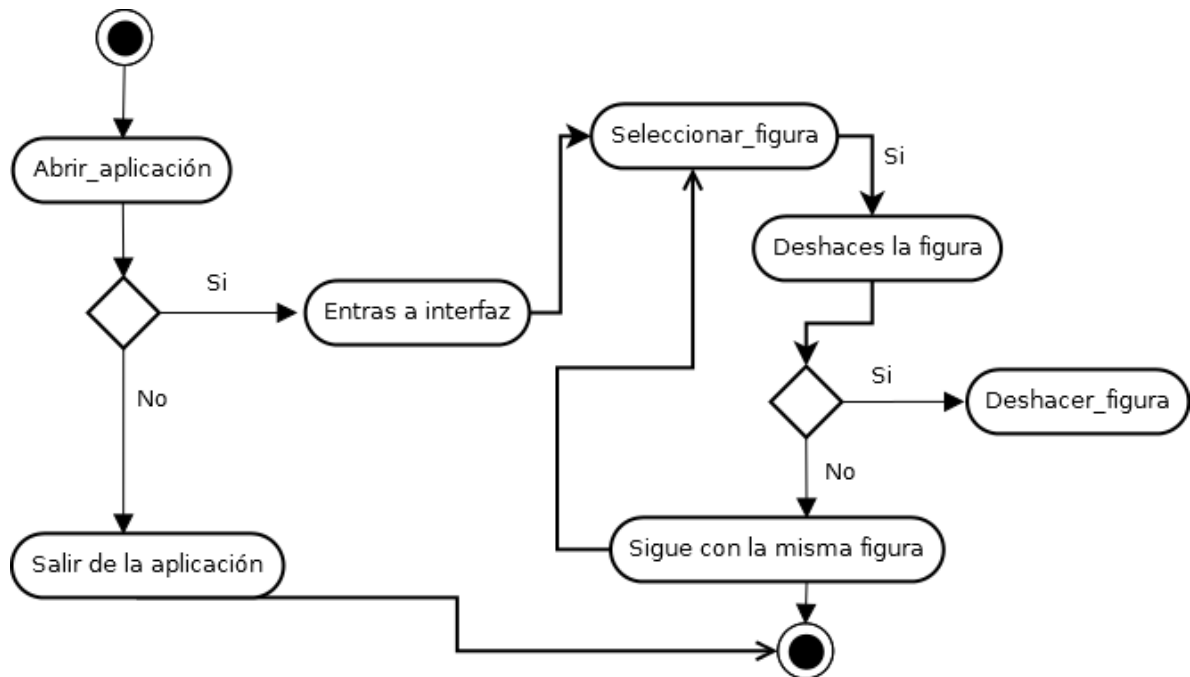 Seleccionar_figura
Abrir_aplicación
Si
Deshaces la figura
Si
Entras a interfaz
Si
No
Deshacer_figura
No
Salir de la aplicación
Sigue con la misma figura